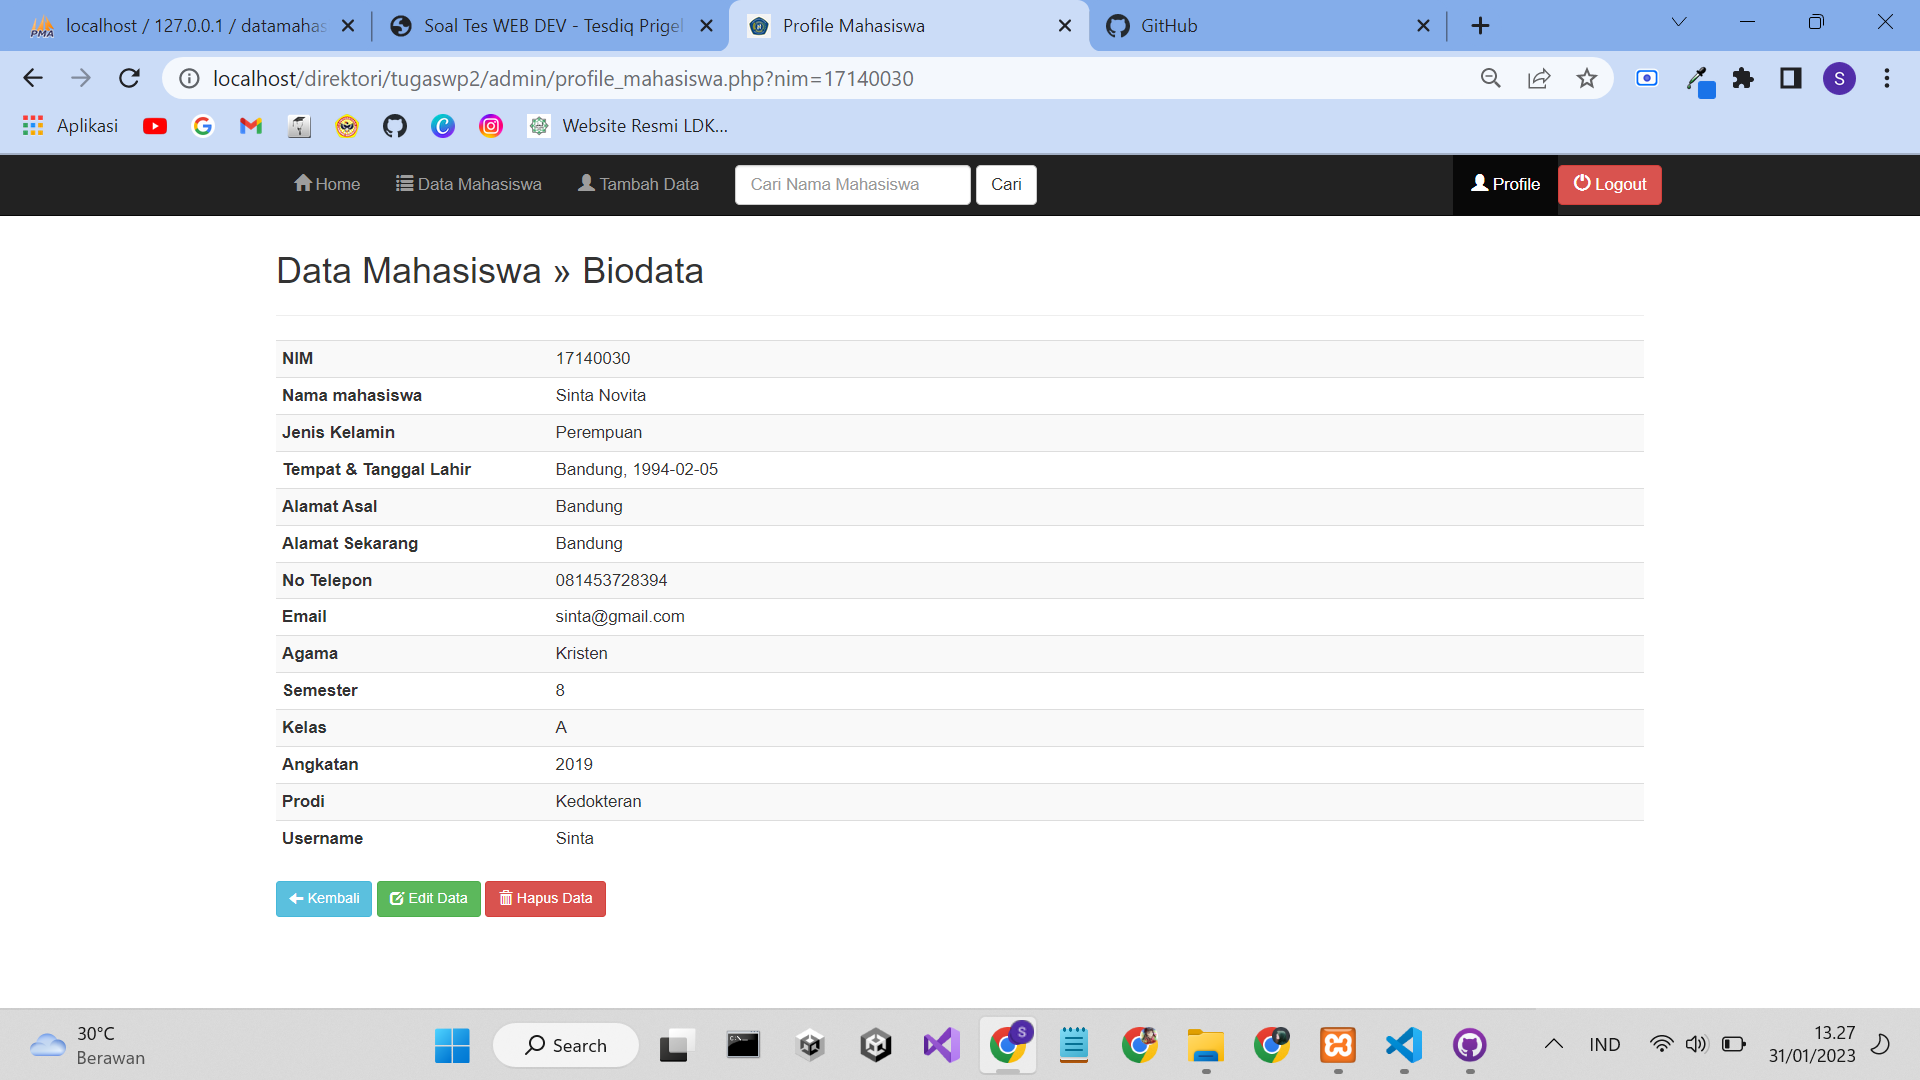 localhost / 127.0.0.1 / datamahas
Soal Tes WEB DEV - Tesdiq Prigel
Profile Mahasiswa
GitHub
localhost/direktori/tugaswp2/admin/profile_mahasiswa.php?nim=17140030
S
Aplikasi
Website Resmi LDK...
Home
Data Mahasiswa
Tambah Data
Cari Nama Mahasiswa
Cari
Profile
Logout
Data Mahasiswa » Biodata
NIM 17140030
Nama mahasiswa Sinta Novita
Jenis Kelamin Perempuan
Tempat & Tanggal Lahir Bandung, 1994-02-05
Alamat Asal Bandung
Alamat Sekarang Bandung
No Telepon 081453728394
Email sinta@gmail.com
Agama Kristen
Semester 8
Kelas A
Angkatan 2019
Prodi Kedokteran
Username Sinta
Kembali
Edit Data
Hapus Data
30°C
Berawan
Search
S
IND
13.27
31/01/2023